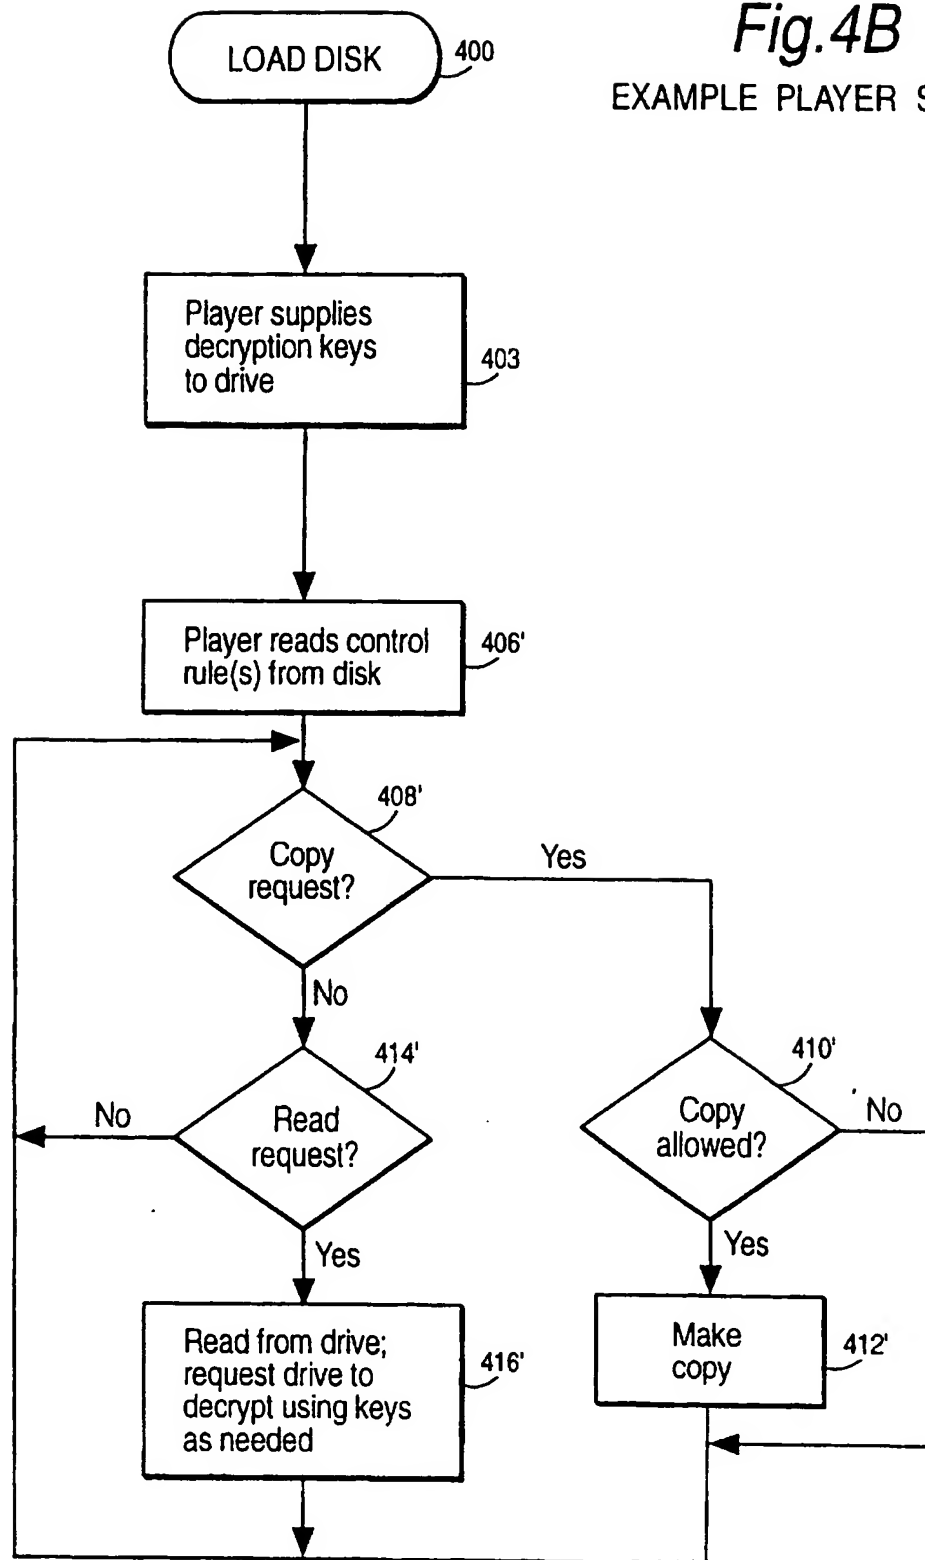 Fig.4B
EXAMPLE PLAYER
LOAD DISK
400
Player supplies
decryption keys
to drive
403
Player reads control
rule(s) from disk
406'
408'
Copy
request?
Yes
No
414'
Read
request?
No
Yes
410'
Copy
allowed?
No
Yes
Read from drive;
request drive to
decrypt using keys
as needed
416'
Make
copy
412'